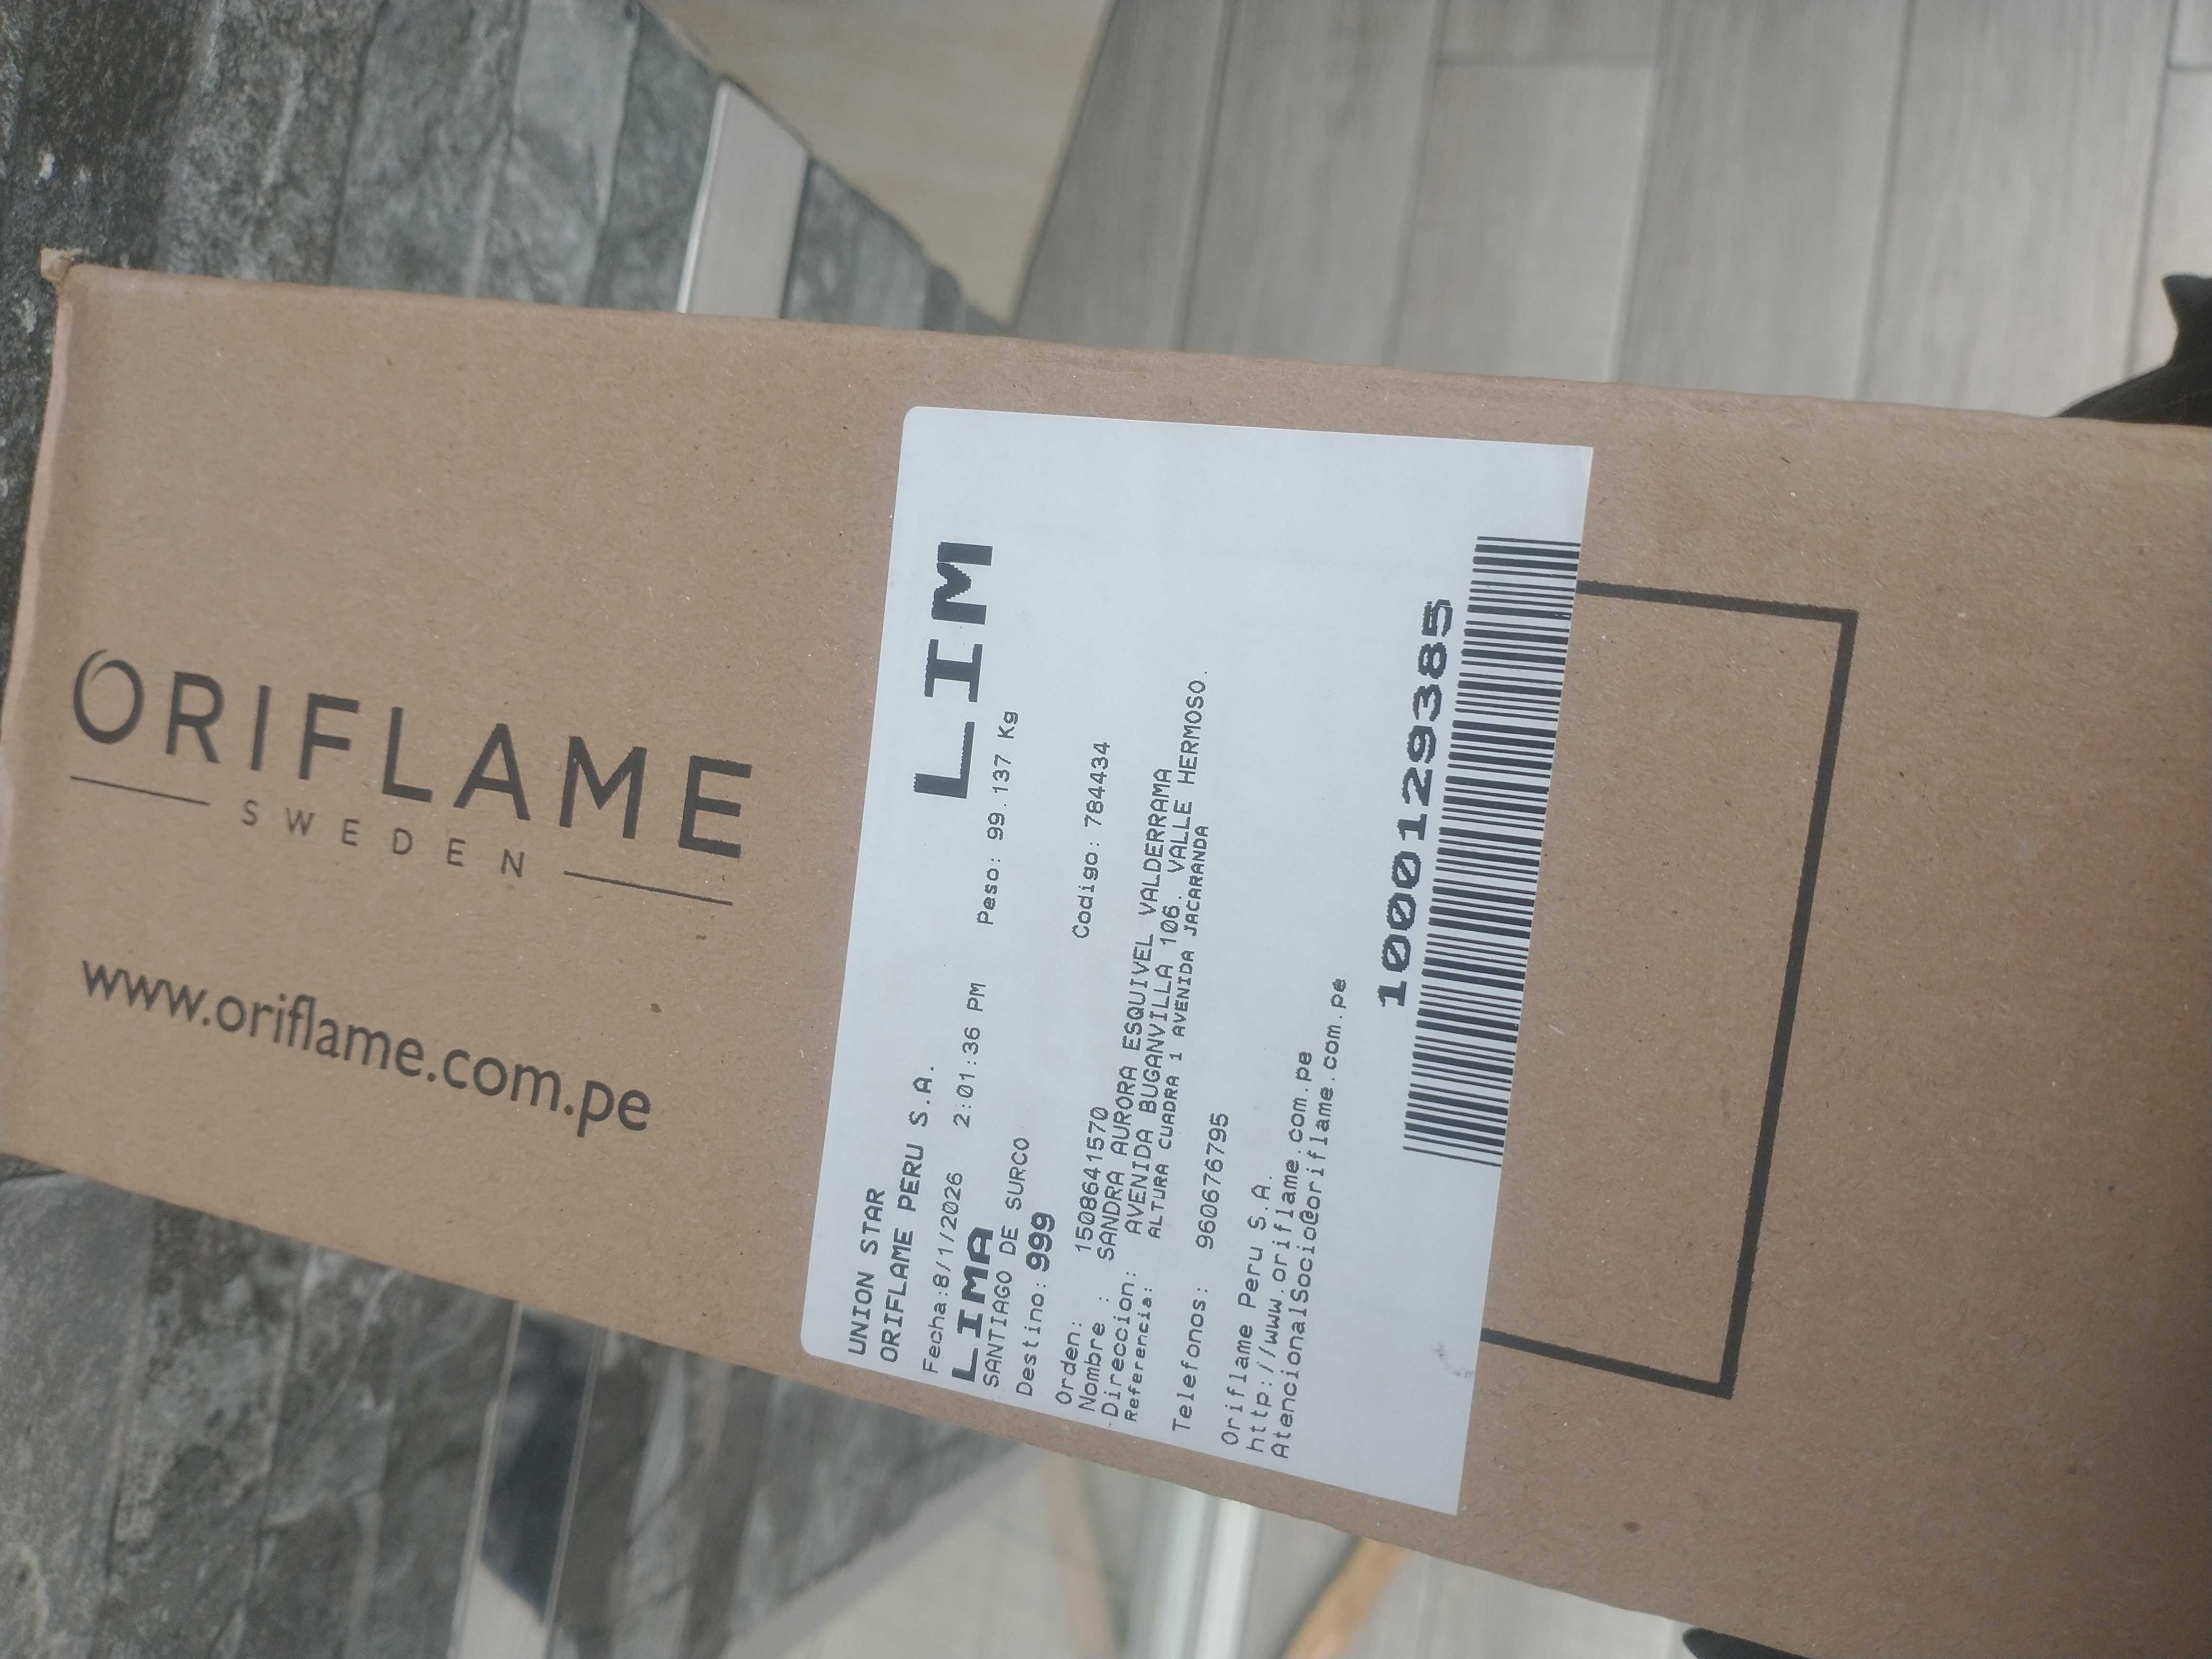 ORIFLAME
SWEDEN
www.oriflame.com.pe
UNION STAR
ORIFLAME PERU S.A.
LIM
Fecha:8/1/2026 2:01:36 PM Peso: 99.137 Kg
LIMA
SANTIAGO DE SURCO
Destino: 999
Orden: 1508641570 Codigo: 784434
Nombre : SANDRA AURORA ESQUIVEL VALDERRAMA
Direccion: AVENIDA BUGANVILLA 106. VALLE HERMOSO.
Referencia: ALTURA CUADRA 1 AVENIDA JACARANDA
Telefonos: 960676795
Oriflame Peru S.A.
http://www.oriflame.com.pe
AtencionalSocio@oriflame.com.pe
1000129385